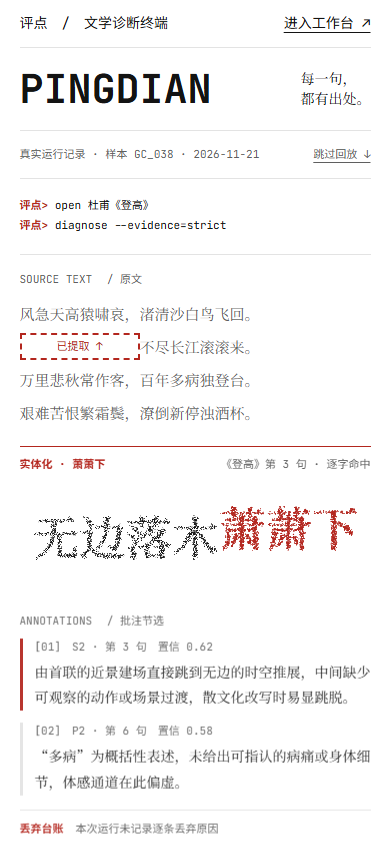 评点 / 文学诊断终端
进入工作台 ↗
PINGDIAN
每一句，
都有出处。
真实运行记录 · 样本 GC_038 · 2026-11-21
跳过回放 ↓
评点> open 杜甫《登高》
评点> diagnose --evidence=strict
SOURCE TEXT / 原文
风急天高猿啸哀，渚清沙白鸟飞回。
已提取 ↑ 不尽长江滚滚来。
万里悲秋常作客，百年多病独登台。
艰难苦恨繁霜鬓，潦倒新停浊酒杯。
实体化 · 萧萧下
《登高》第 3 句 · 逐字命中
无边落木萧萧下
ANNOTATIONS / 批注节选
[01] S2 · 第 3 句 置信 0.62
由首联的近景建场直接跳到无边的时空推展，中间缺少
可观察的动作或场景过渡，散文化改写时易显跳脱。
[02] P2 · 第 6 句 置信 0.58
“多病”为概括性表述，未给出可指认的病痛或身体细
节，体感通道在此偏虚。
丢弃台账 本次运行未记录逐条丢弃原因